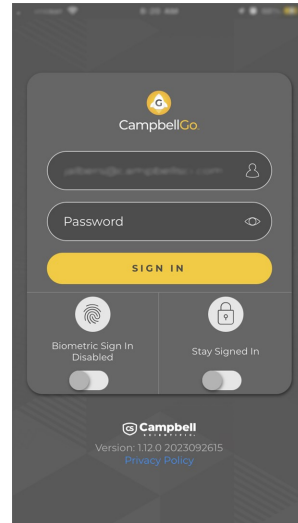 G
CampbellGo.
Password
SIGN IN
Biometric Sign In
Disabled
Stay Signed In
Campbell
SCIENTIFIC
Version: 1.12.0 2023092615
Privacy Policy